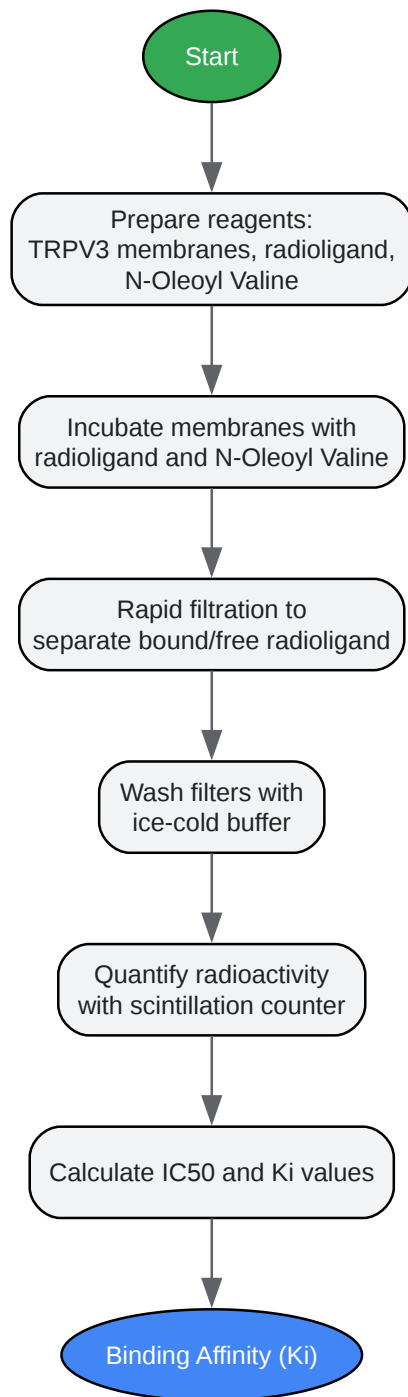 Start
Prepare reagents:
TRPV3 membranes, radioligand,
N-Oleoyl Valine
Incubate membranes with
radioligand and N-Oleoyl Valine
Rapid filtration to
separate bound/free radioligand
Wash filters with
ice-cold buffer
Quantify radioactivity
with scintillation counter
Calculate IC50 and Ki values
Binding Affinity (Ki)